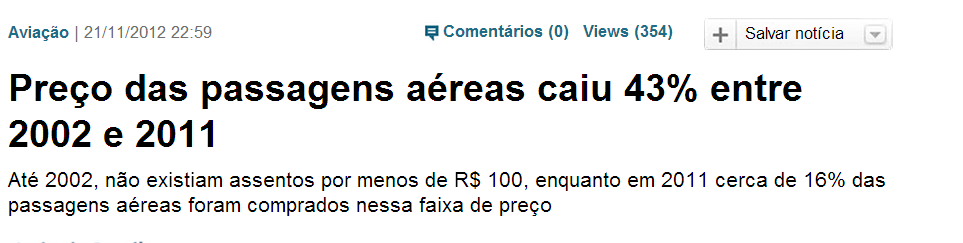 Aviação | 21/11/2012 22:59 Comentários (0) Views (354) Salvar notícia
Preço das passagens aéreas caiu 43% entre
2002 e 2011
Até 2002, não existiam assentos por menos de R$ 100, enquanto em 2011 cerca de 16% das
passagens aéreas foram comprados nessa faixa de preço